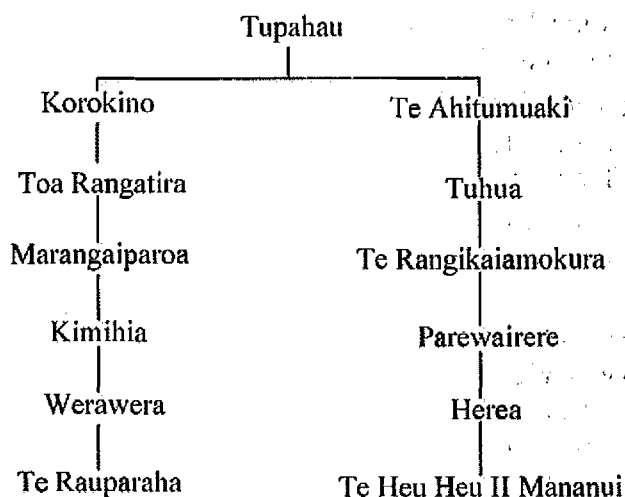 Tupahau
Korokino Te Ahitumuaki
Toa Rangatira Tuhua
Marangaiparoa Te Rangikaiamokura
Kimihia Parewairere
Werawera Herea
Te Rauparaha Te Heu Heu II Mananui